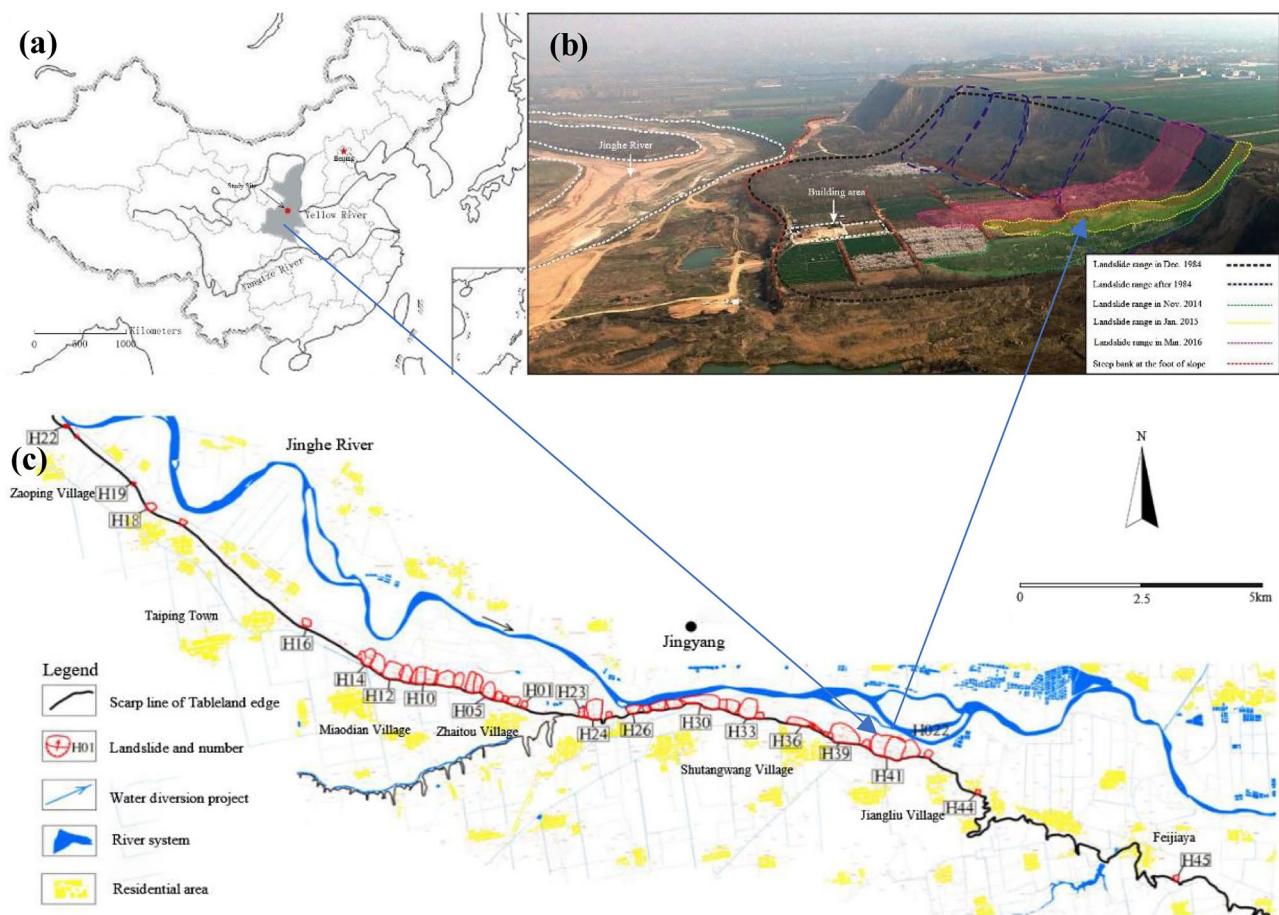 (a)
Beijing
Study Site
Yellow River
Yangtze River
Kilometers
0 500 1000
(b)
Jinghe River
Building area
Landslide range in Dec. 1984
Landslide range after 1984
Landslide range in Nov. 2014
Landslide range in Jan. 2015
Landslide range in Mar. 2016
Steep bank at the foot of slope
(c)
H22
Jinghe River
N
Zaoping Village
H19
H18
0 2.5 5km
Taiping Town
H16
Jingyang
Legend
H14
H12
H10
H05
H01
H23
Scarp line of Tableland edge
Miaodian Village
Zhaitou Village
H24
H26
H30
H33
H36
H39
H022
H41
H01
Landslide and number
Shutangwang Village
Water diversion project
Jiangliu Village
H44
River system
Feijiaya
H45
Residential area